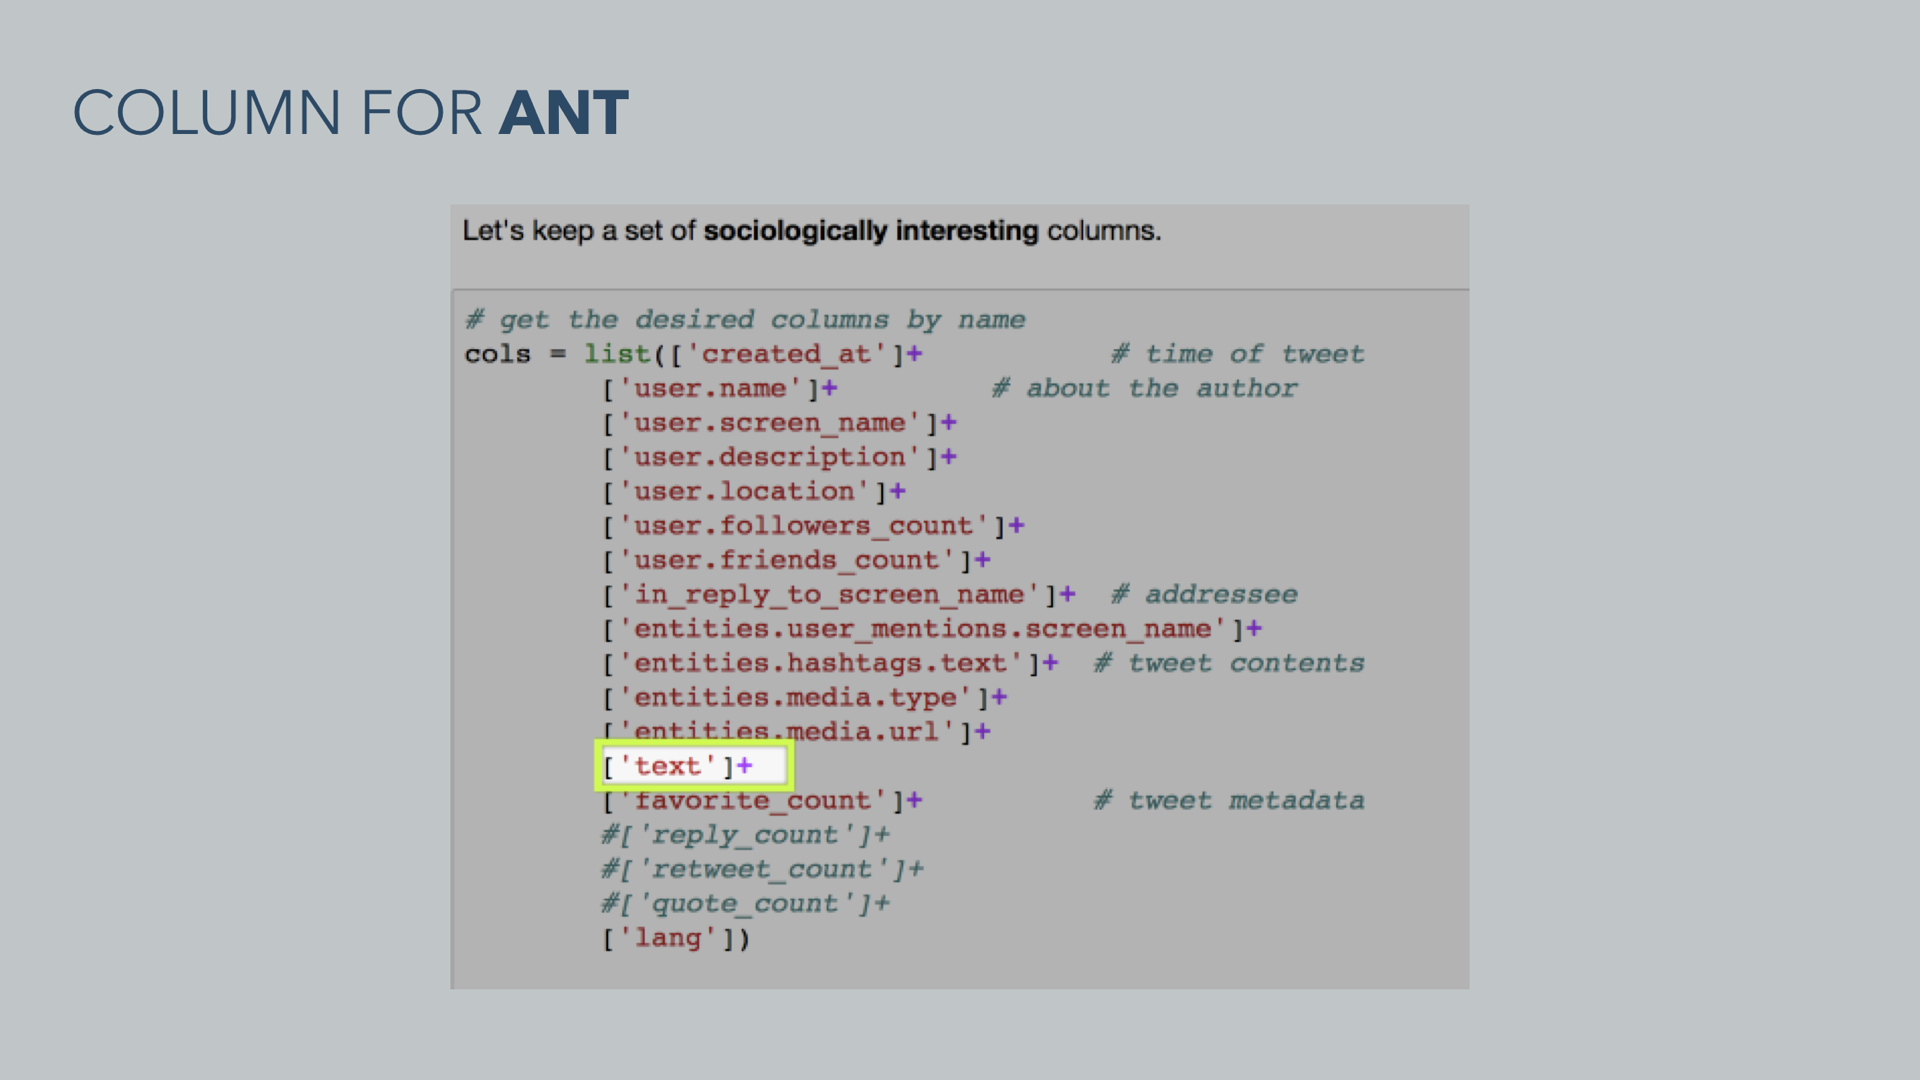 COLUMN FOR ANT
Let's keep a set of sociologically interesting columns.
# get the desired columns by name
cols = list(['created_at']+ # time of tweet
['user.name']+ # about the author
['user.screen_name']+
['user.description']+
['user.location']+
['user.followers_count']+
['user.friends_count']+
['in_reply_to_screen_name']+ # addressee
['entities.user_mentions.screen_name']+
['entities.hashtags.text']+ # tweet contents
['entities.media.type']+
['entities.media.url']+
['text']+
['favorite_count']+ # tweet metadata
#['reply_count']+
#['retweet_count']+
#['quote_count']+
['lang'])